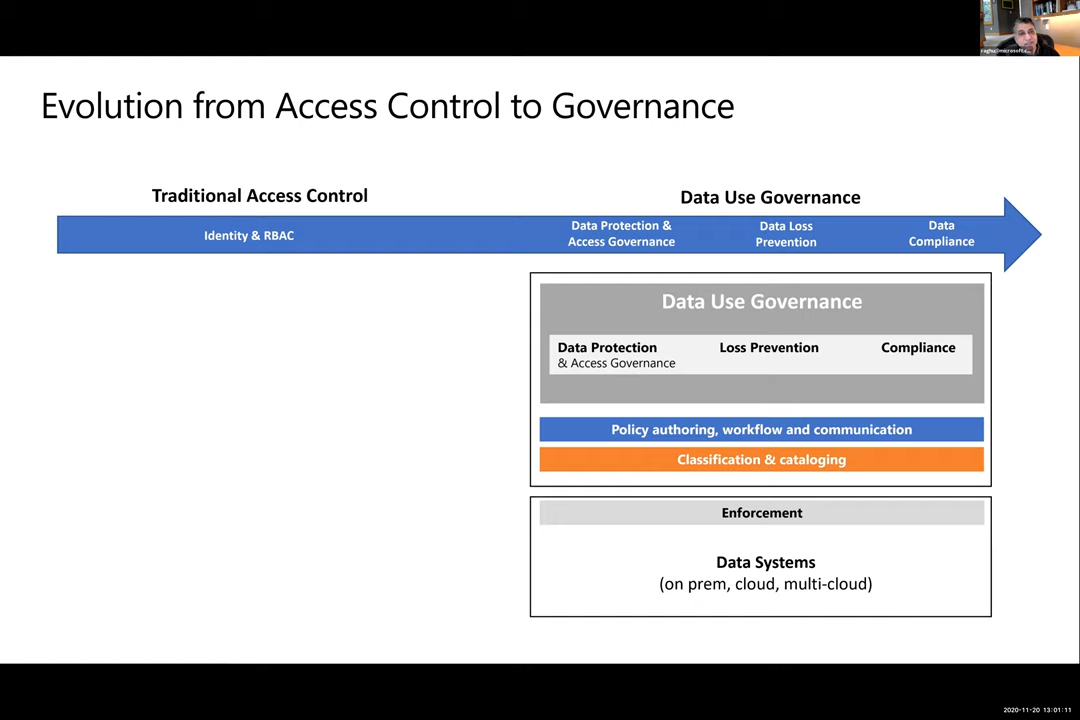 Evolution from Access Control to Governance
Traditional Access Control
Data Use Governance
Identity & RBAC
Data Protection &
Access Governance
Data Loss
Prevention
Data
Compliance
Data Use Governance
Data Protection
& Access Governance
Loss Prevention
Compliance
Policy authoring, workflow and communication
Classification & cataloging
Enforcement
Data Systems
(on prem, cloud, multi-cloud)
2020-11-20 13:01:11